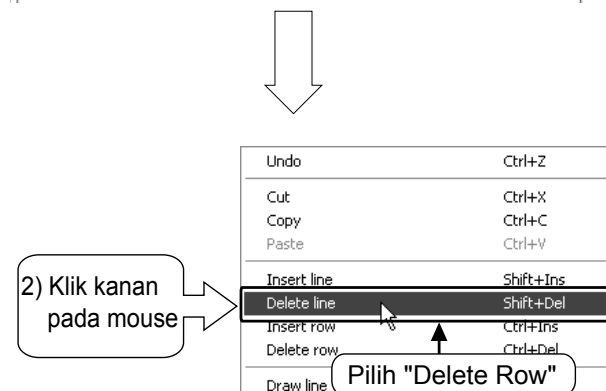 Undo Ctrl+Z
Cut Ctrl+X
Copy Ctrl+C
Paste Ctrl+V
2) Klik kanan
pada mouse
Insert line Shift+Ins
Delete line Shift+Del
Insert row Ctrl+Ins
Delete row Ctrl+Del
Draw line
Pilih "Delete Row"